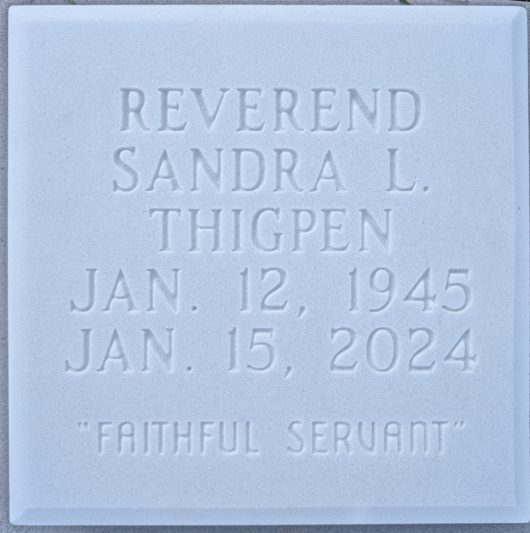 REVEREND
SANDRA L.
THIGPEN
JAN. 12, 1945
JAN. 15, 2024
"FAITHFUL SERVANT"